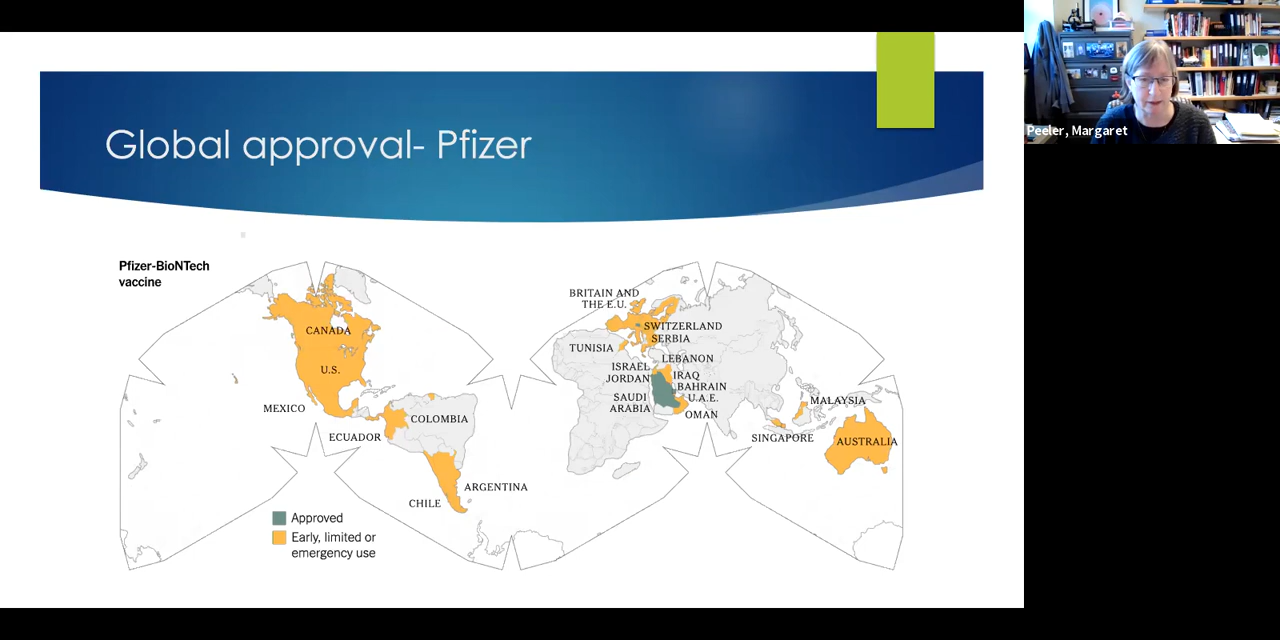 Global approval- Pfizer
Peeler, Margaret
Pfizer-BioNTech
vaccine
CANADA
U.S.
MEXICO
COLOMBIA
ECUADOR
ARGENTINA
CHILE
BRITAIN AND
THE E.U.
SWITZERLAND
SERBIA
TUNISIA
LEBANON
ISRAEL
JORDAN
IRAQ
BAHRAIN
U.A.E.
SAUDI
ARABIA
OMAN
MALAYSIA
SINGAPORE
AUSTRALIA
Approved
Early, limited or
emergency use